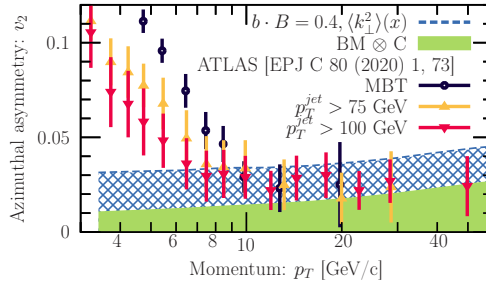 0.1
0.05
0
Azimuthal asymmetry: v₂
b · B = 0.4, ⟨k²⊥⟩(x)
BM ⊗ C
ATLAS [EPJ C 80 (2020) 1, 73]
MBT
p_T^{jet} > 75 GeV
p_T^{jet} > 100 GeV
4 6 8 10 20 40
Momentum: p_T [GeV/c]